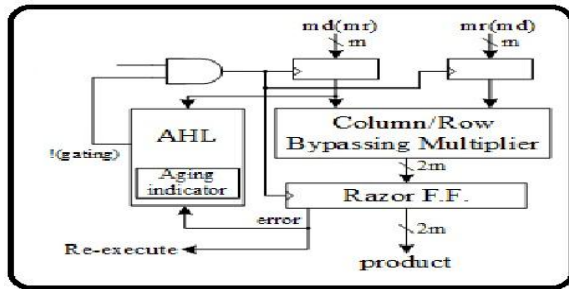 md(mr)
mr(md)
m
m
AHL
Column/Row
Bypassing Multiplier
!(gating)
Aging
indicator
2m
Razor F.F.
error
2m
Re-execute
product